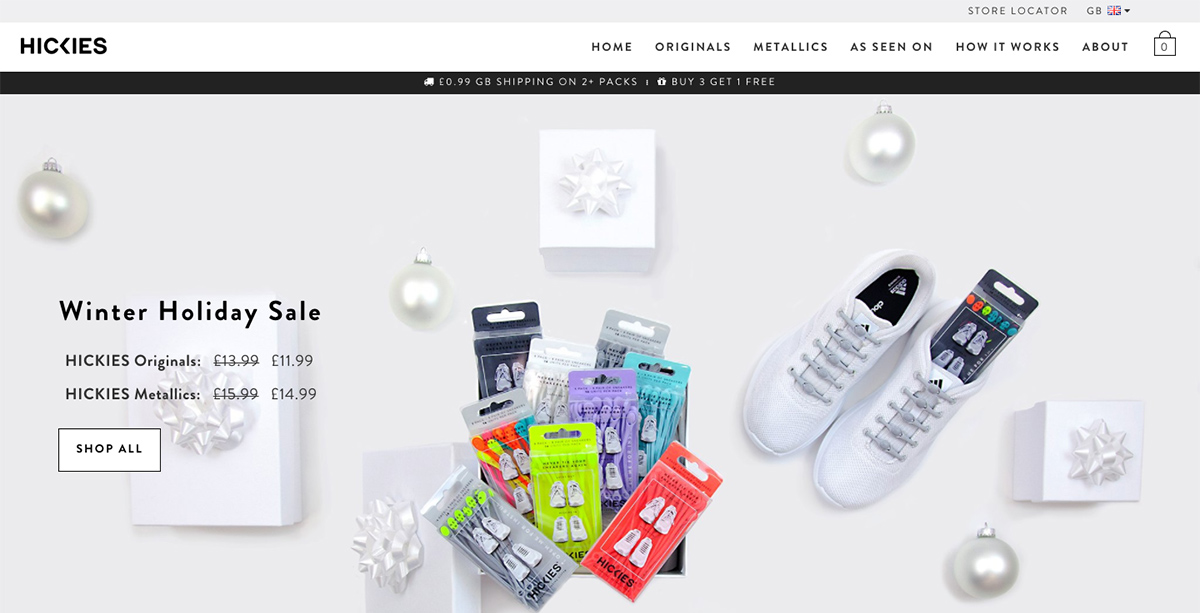 STORE LOCATOR GB
HICKIES
HOME ORIGINALS METALLICS AS SEEN ON HOW IT WORKS ABOUT 0
£0.99 GB SHIPPING ON 2+ PACKS | BUY 3 GET 1 FREE
Winter Holiday Sale
HICKIES Originals: £13.99 £11.99
HICKIES Metallics: £15.99 £14.99
SHOP ALL
HICKIES
HICKIES